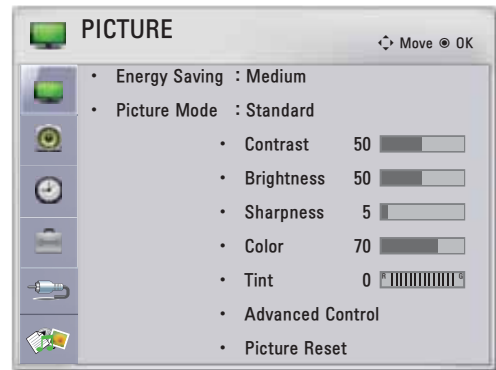 PICTURE
Move OK
• Energy Saving : Medium
• Picture Mode : Standard
• Contrast 50
• Brightness 50
• Sharpness 5
• Color 70
• Tint 0 R G
• Advanced Control
• Picture Reset